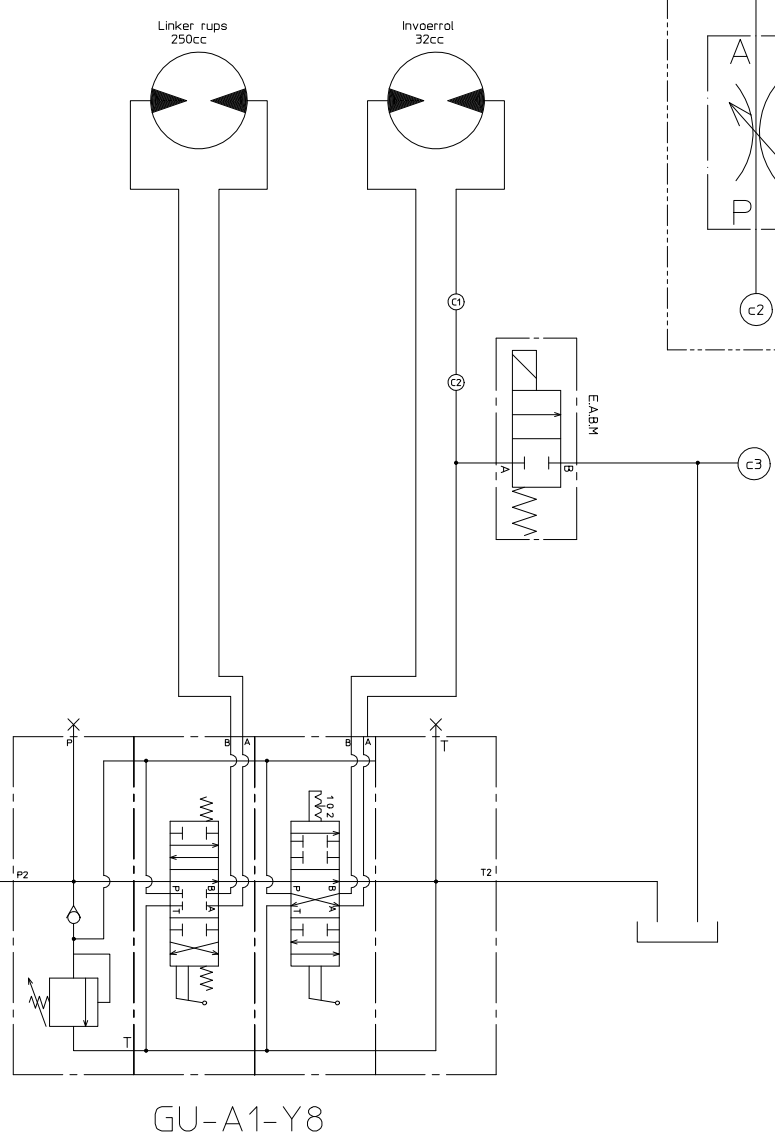 Linker rups
250cc
Invoerrol
32cc
A
P
c2
C1
C2
E.A.B.M
A
B
c3
P
B
A
B
A
T
1 0 2
P2
P
B
T
A
P
B
T
A
T2
T
GU-A1-Y8